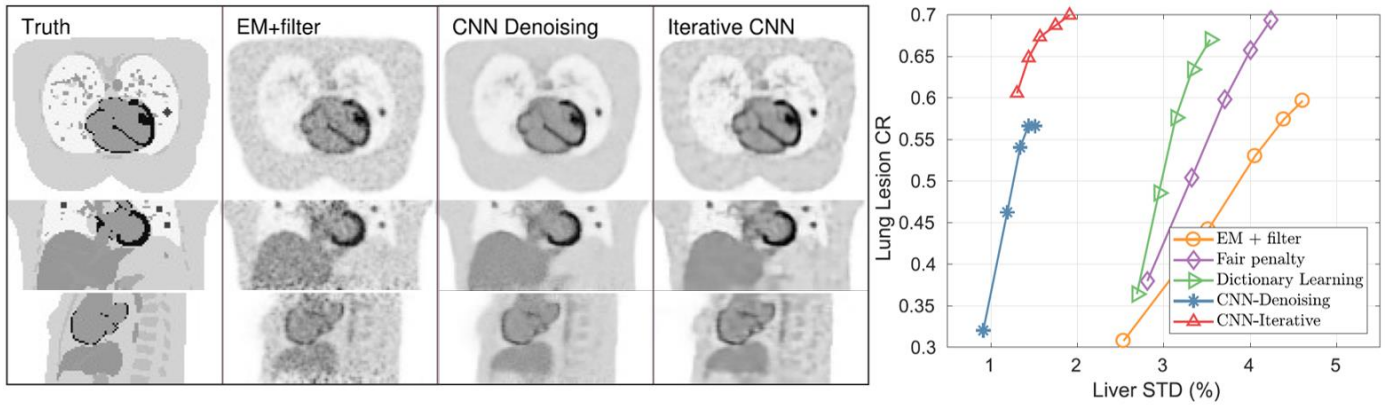 Truth
EM+filter
CNN Denoising
Iterative CNN
0.7
0.65
0.6
0.55
0.5
0.45
0.4
0.35
0.3
Lung Lesion CR
EM + filter
Fair penalty
Dictionary Learning
CNN-Denoising
CNN-Iterative
1
2
3
4
5
Liver STD (%)